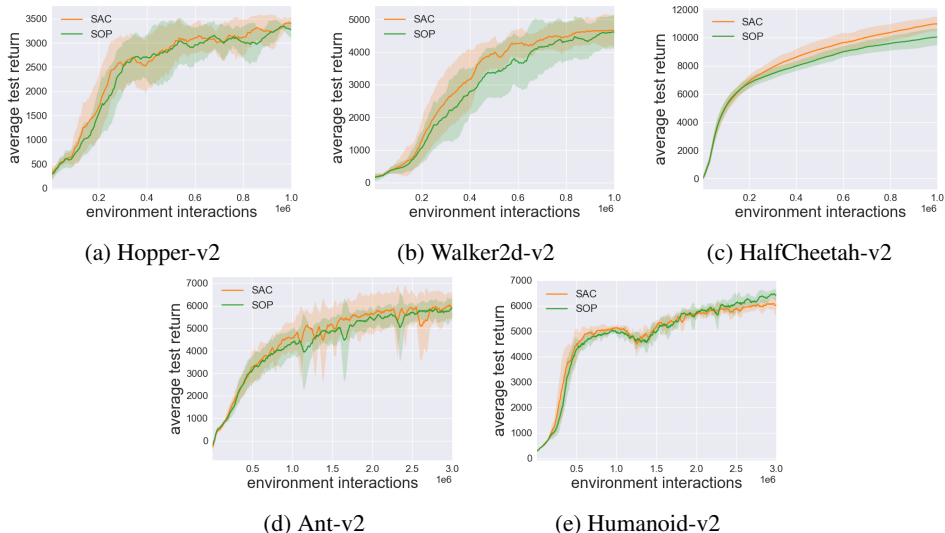 3500
3000
2500
2000
1500
1000
500
0
average test return
SAC
SOP
0.2
0.4
0.6
0.8
1.0
1e6
environment interactions
(a) Hopper-v2
5000
4000
3000
2000
1000
0
average test return
SAC
SOP
0.2
0.4
0.6
0.8
1.0
1e6
environment interactions
(b) Walker2d-v2
12000
10000
8000
6000
4000
2000
0
average test return
SAC
SOP
0.2
0.4
0.6
0.8
1.0
1e6
environment interactions
(c) HalfCheetah-v2
7000
6000
5000
4000
3000
2000
1000
0
average test return
SAC
SOP
0.5
1.0
1.5
2.0
2.5
3.0
1e6
environment interactions
(d) Ant-v2
7000
6000
5000
4000
3000
2000
1000
0
average test return
SAC
SOP
0.5
1.0
1.5
2.0
2.5
3.0
1e6
environment interactions
(e) Humanoid-v2